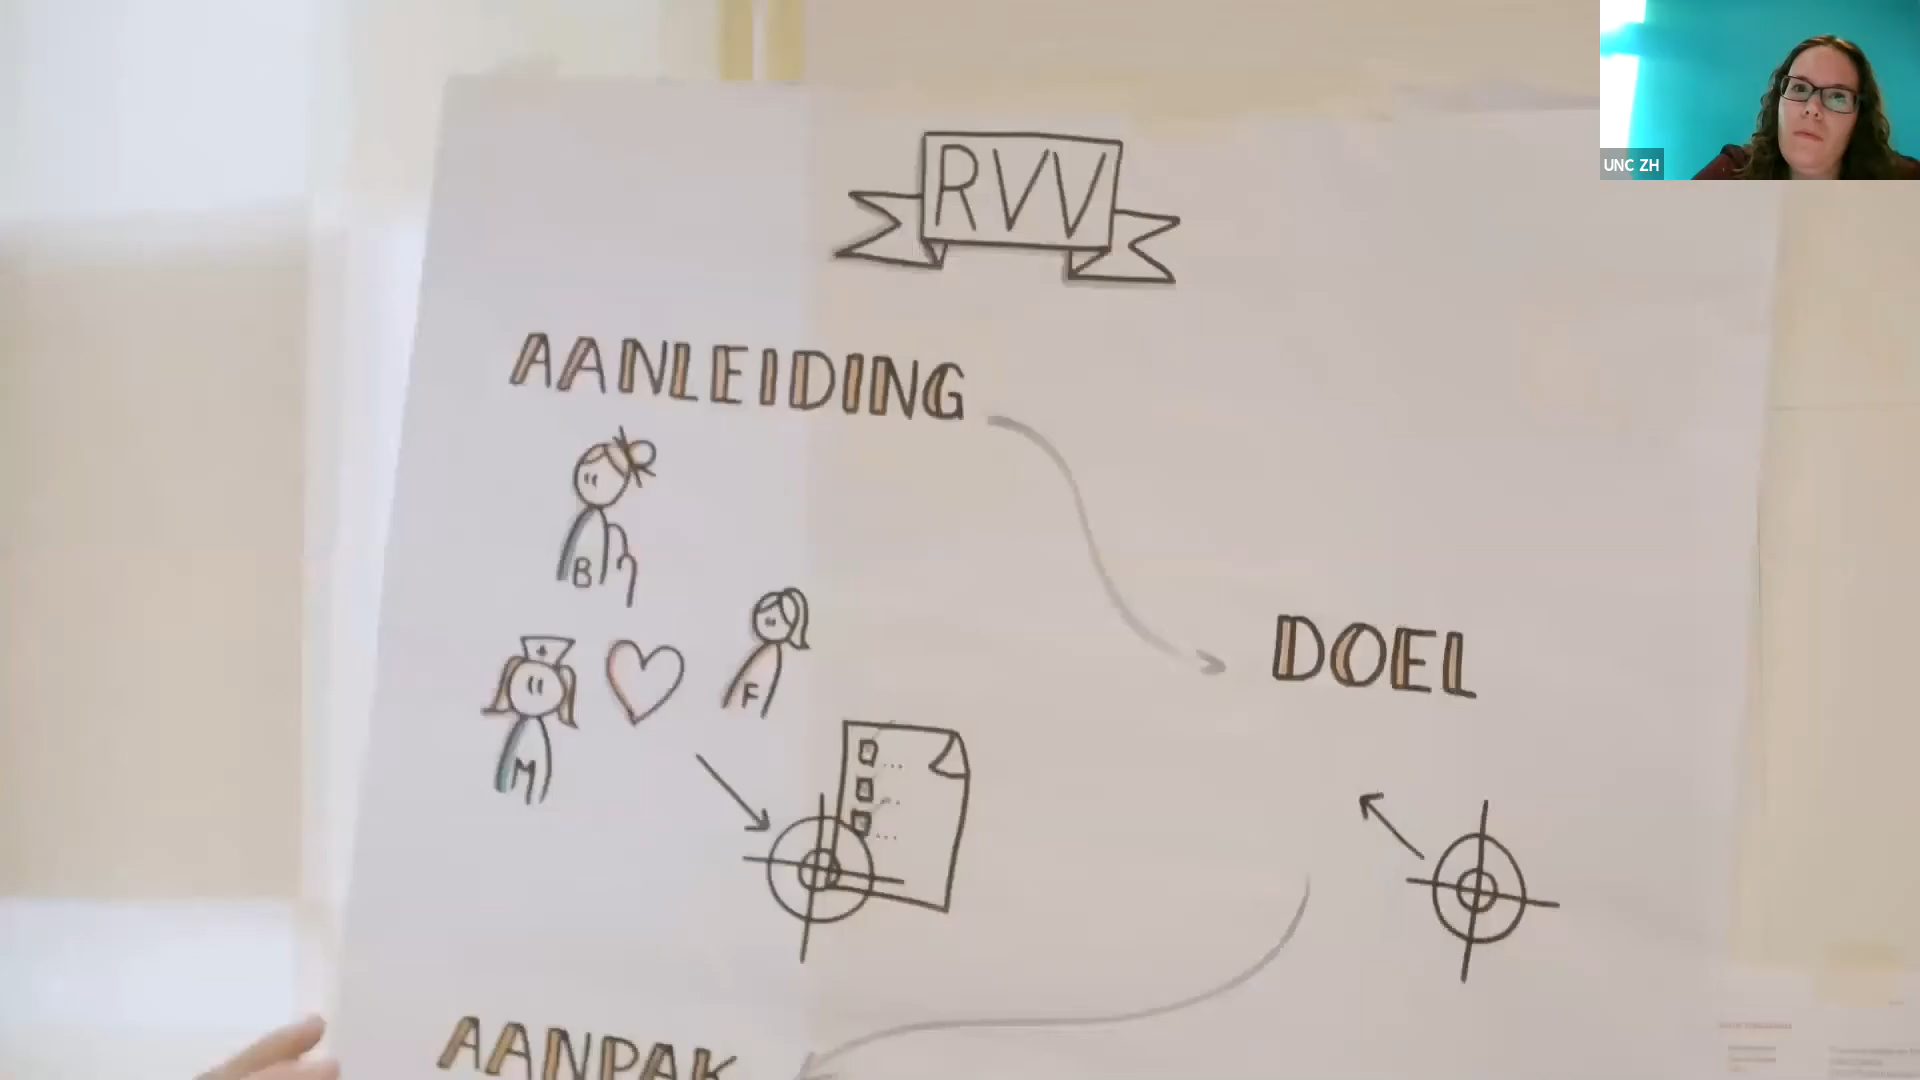 RVV
AANLEIDING
B
F
M
DOEL
AANPAK
UNC ZH